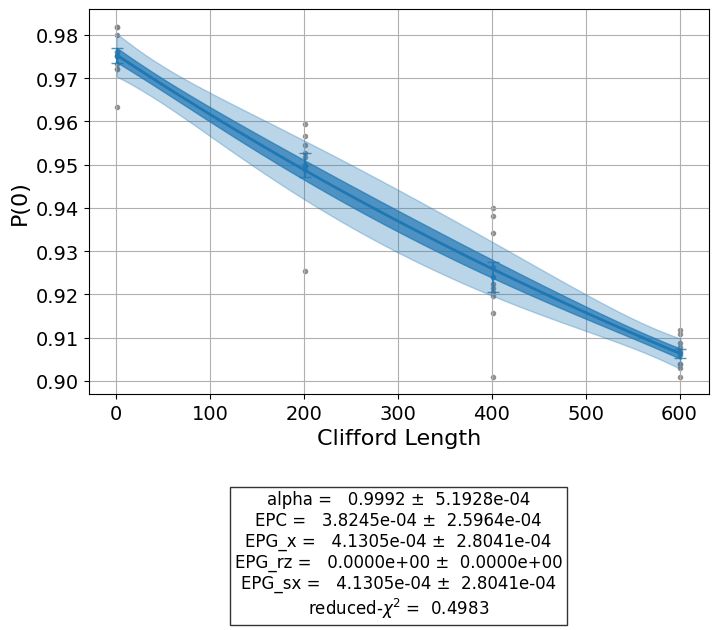 0.98
0.97
0.96
0.95
0.94
0.93
0.92
0.91
0.90
P(0)
0 100 200 300 400 500 600
Clifford Length
alpha = 0.9992 ± 5.1928e-04
EPC = 3.8245e-04 ± 2.5964e-04
EPG_x = 4.1305e-04 ± 2.8041e-04
EPG_rz = 0.0000e+00 ± 0.0000e+00
EPG_sx = 4.1305e-04 ± 2.8041e-04
reduced-χ² = 0.4983